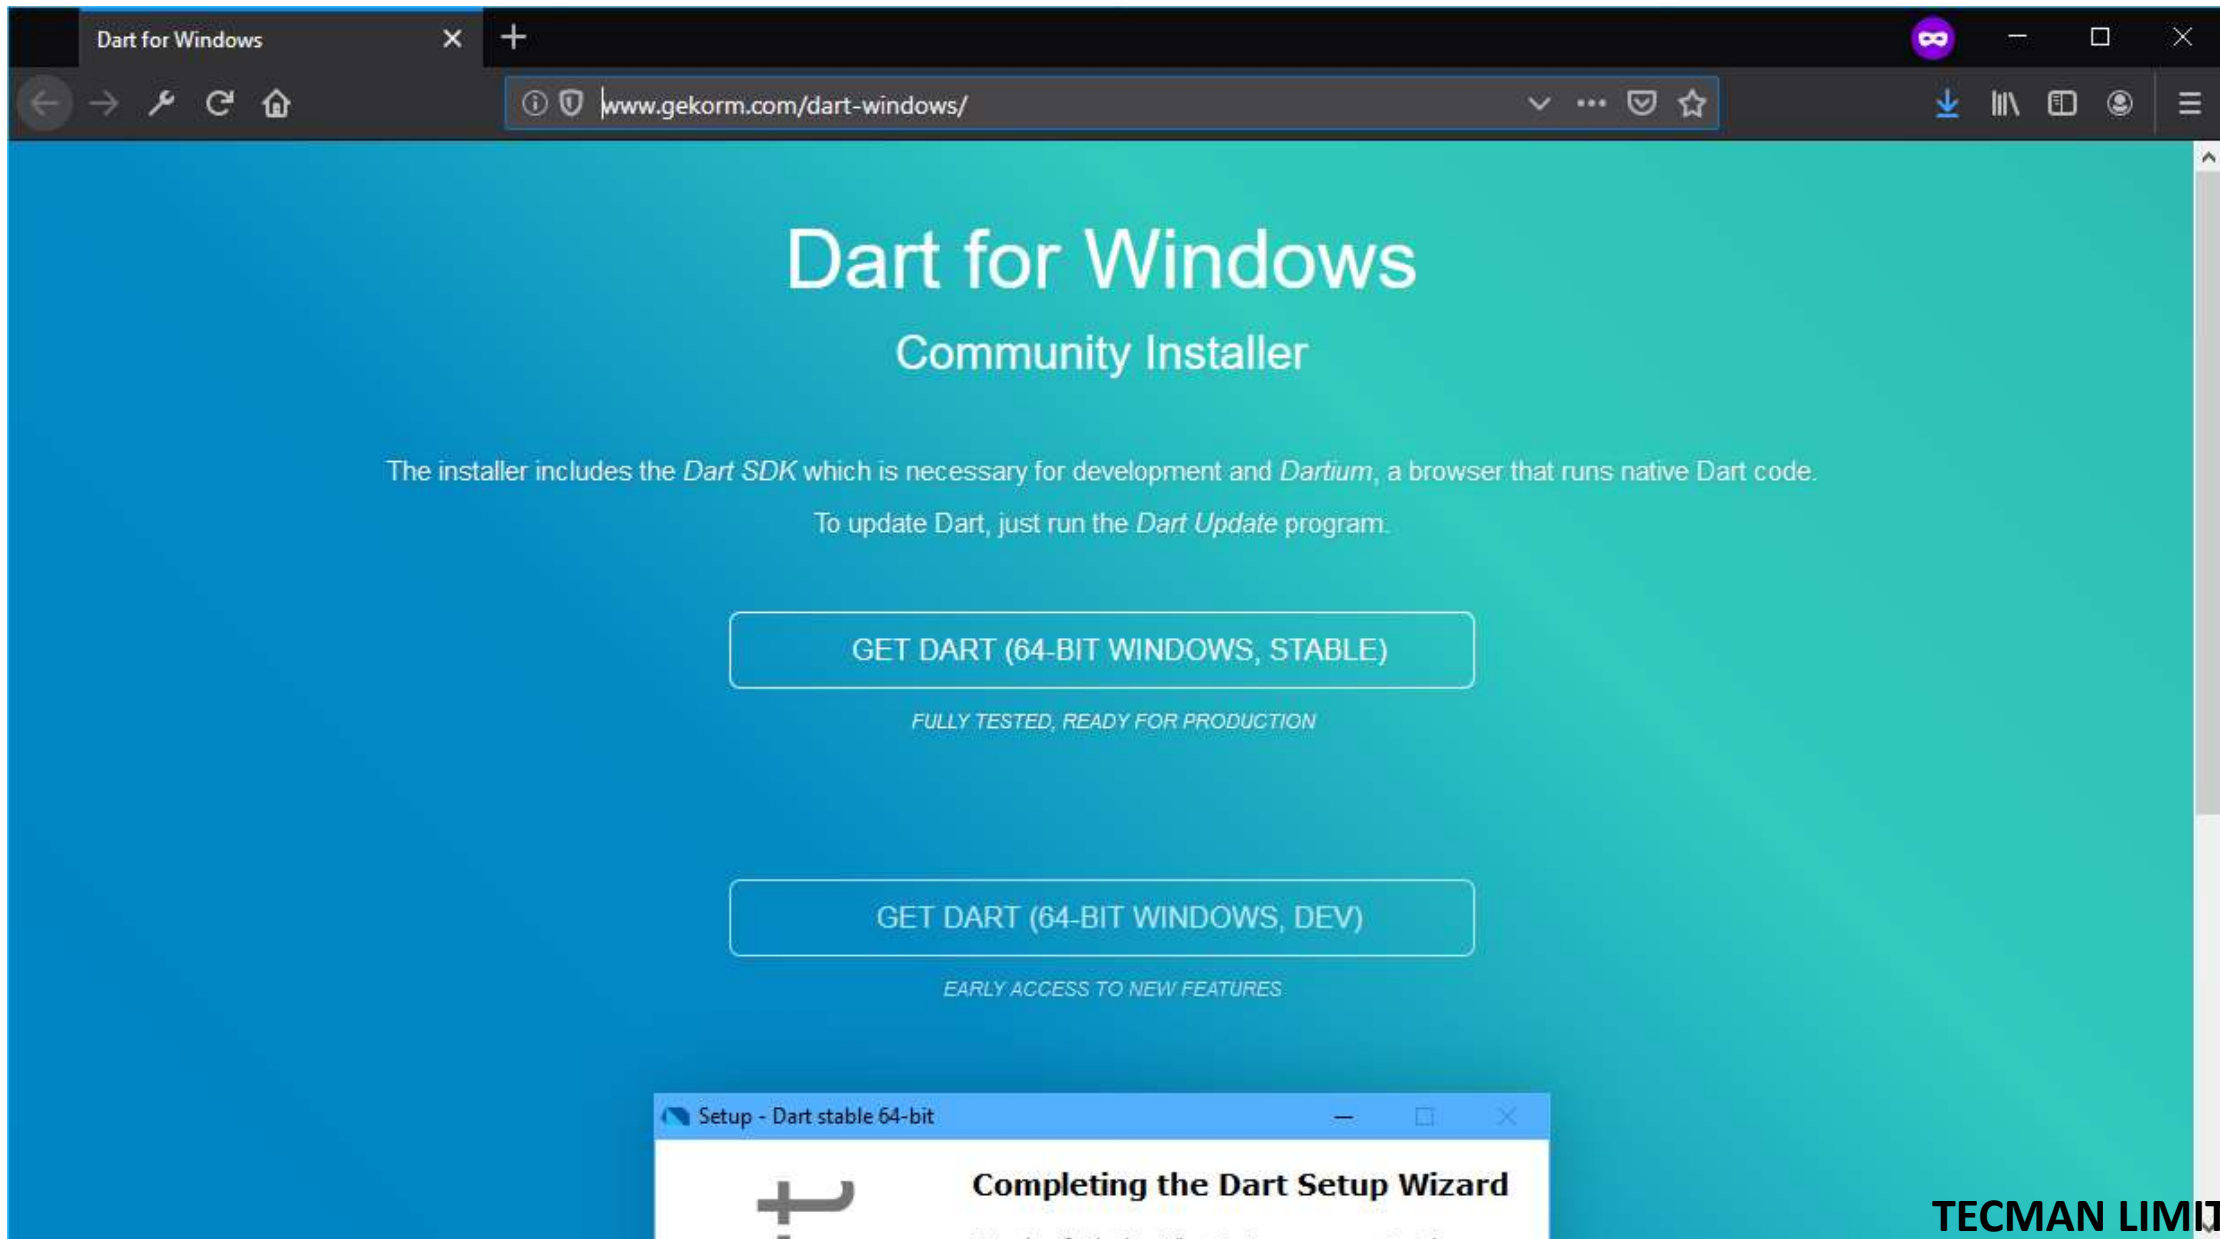 Dart for Windows
www.gekorm.com/dart-windows/
Dart for Windows
Community Installer
The installer includes the Dart SDK which is necessary for development and Dartium, a browser that runs native Dart code.
To update Dart, just run the Dart Update program.
GET DART (64-BIT WINDOWS, STABLE)
FULLY TESTED, READY FOR PRODUCTION
GET DART (64-BIT WINDOWS, DEV)
EARLY ACCESS TO NEW FEATURES
Setup - Dart stable 64-bit
Completing the Dart Setup Wizard
TECMAN LIMIT